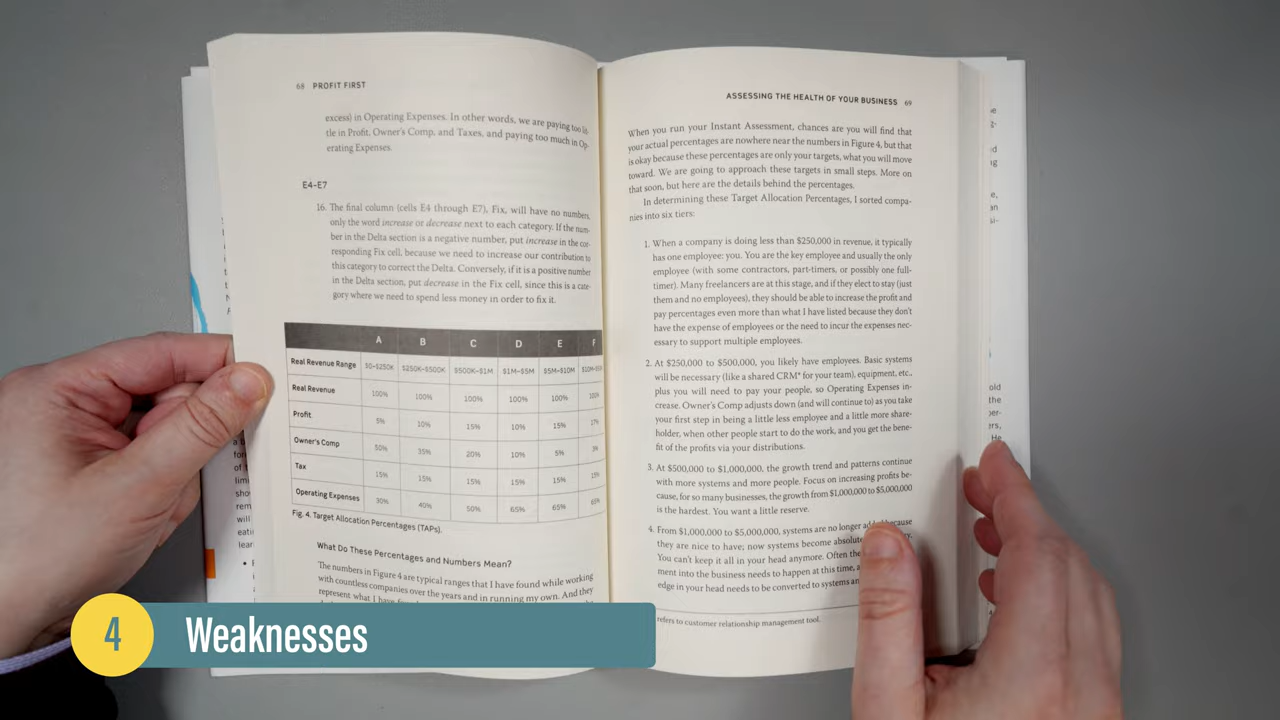 68 PROFIT FIRST
excess) in Operating Expenses. In other words, we are paying too lit-
tle in Profit, Owner's Comp, and Taxes, and paying too much in Op-
erating Expenses.
E4–E7
16. The final column (cells E4 through E7), Fix, will have no numbers,
only the word increase or decrease next to each category. If the num-
ber in the Delta section is a negative number, put increase in the cor-
responding Fix cell, because we need to increase our contribution to
this category to correct the Delta. Conversely, if it is a positive number
in the Delta section, put decrease in the Fix cell, since this is a cate-
gory where we need to spend less money in order to fix it.
A B C D E F
Real Revenue Range $0–$250K $250K–$500K $500K–$1M $1M–$5M $5M–$10M
Real Revenue 100% 100% 100% 100% 100% 100%
Profit 5% 10% 15% 10% 15% 17%
Owner's Comp 50% 35% 20% 10% 5% 3%
Tax 15% 15% 15% 15% 15% 15%
Operating Expenses 30% 40% 50% 65% 65% 65%
Fig. 4. Target Allocation Percentages (TAPs).
What Do These Percentages and Numbers Mean?
The numbers in Figure 4 are typical ranges that I have found while working
with countless companies over the years and in running my own. And they
represent what I have
ASSESSING THE HEALTH OF YOUR BUSINESS 69
When you run your Instant Assessment, chances are you will find that
your actual percentages are nowhere near the numbers in Figure 4, but that
is okay because these percentages are only your targets, what you will move
toward. We are going to approach these targets in small steps. More on
that soon, but here are the details behind the percentages.
In determining these Target Allocation Percentages, I sorted compa-
nies into six tiers:
1. When a company is doing less than $250,000 in revenue, it typically
has one employee: you. You are the key employee and usually the only
employee (with some contractors, part-timers, or possibly one full-
timer). Many freelancers are at this stage, and if they elect to stay (just
them and no employees), they should be able to increase the profit and
pay percentages even more than what I have listed because they don't
have the expense of employees or the need to incur the expenses nec-
essary to support multiple employees.
2. At $250,000 to $500,000, you likely have employees. Basic systems
will be necessary (like a shared CRM* for your team), equipment, etc.,
plus you will need to pay your people, so Operating Expenses in-
crease. Owner's Comp adjusts down (and will continue to) as you take
your first step in being a little less employee and a little more share-
holder, when other people start to do the work, and you get the bene-
fit of the profits via your distributions.
3. At $500,000 to $1,000,000, the growth trend and patterns continue
with more systems and more people. Focus on increasing profits be-
cause, for so many businesses, the growth from $1,000,000 to $5,000,000
is the hardest. You want a little reserve.
4. From $1,000,000 to $5,000,000, systems are no longer added because
they are nice to have; now systems become absolute
You can't keep it all in your head anymore. Often the
ment into the business needs to happen at this time, a
edge in your head needs to be converted to systems an
refers to customer relationship management tool.
4 Weaknesses